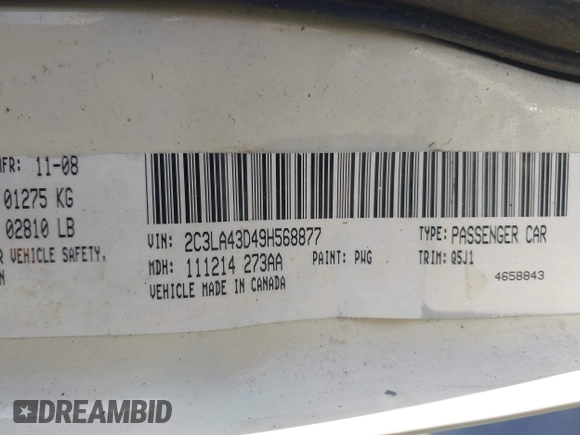 MFR: 11-08
01275 KG
02810 LB
R VEHICLE SAFETY,
N
VIN: 2C3LA43D49H568877
TYPE: PASSENGER CAR
MDH: 111214 273AA
PAINT: PWG
TRIM: Q5J1
VEHICLE MADE IN CANADA
4658843
DREAMBID